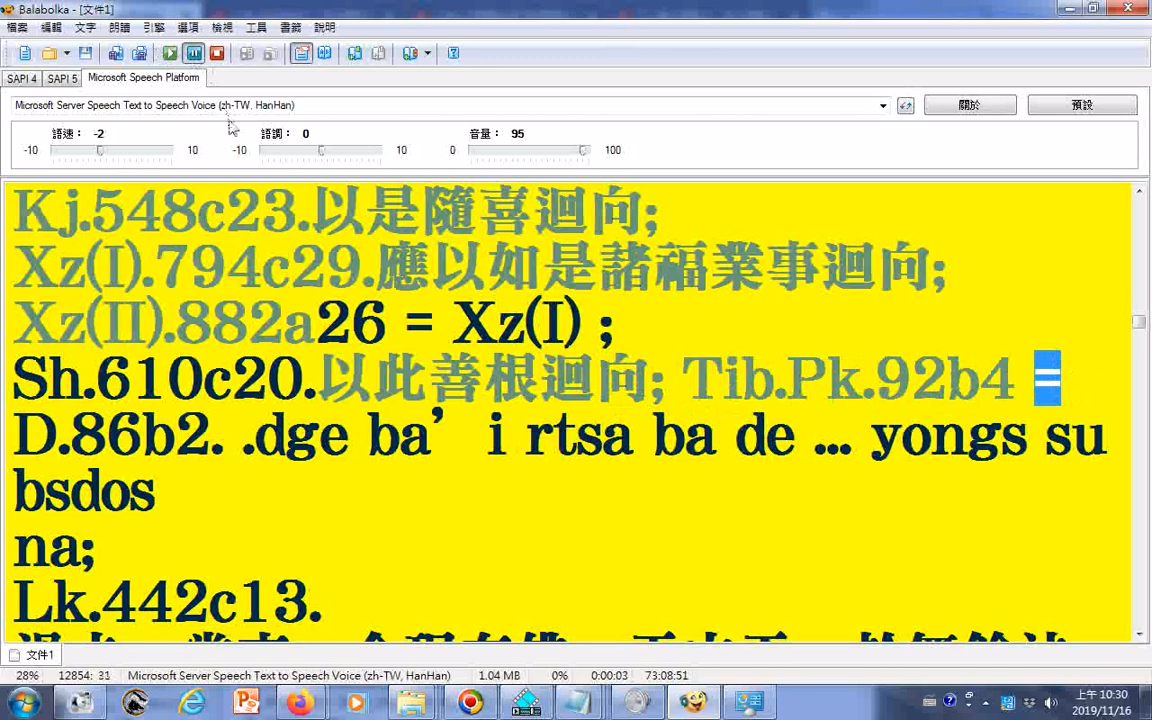 Balabolka - [文件1]
檔案 編輯 文字 朗讀 引擎 選項 檢視 工具 書籤 說明
SAPI 4 SAPI 5 Microsoft Speech Platform
Microsoft Server Speech Text to Speech Voice (zh-TW, HanHan) 關於 預設
語速： -2 語調： 0 音量： 95
-10 10 -10 10 0 100
Kj.548c23.以是隨喜迴向;
Xz(I).794c29.應以如是諸福業事迴向;
Xz(II).882a26 = Xz(I) ;
Sh.610c20.以此善根迴向; Tib.Pk.92b4 =
D.86b2. .dge ba’i rtsa ba de ... yongs su
bsdos
na;
Lk.442c13.
文件1
28% 12854: 31 Microsoft Server Speech Text to Speech Voice (zh-TW, HanHan) 1.04 MB 0% 0:00:03 73:08:51
上午 10:30
2019/11/16